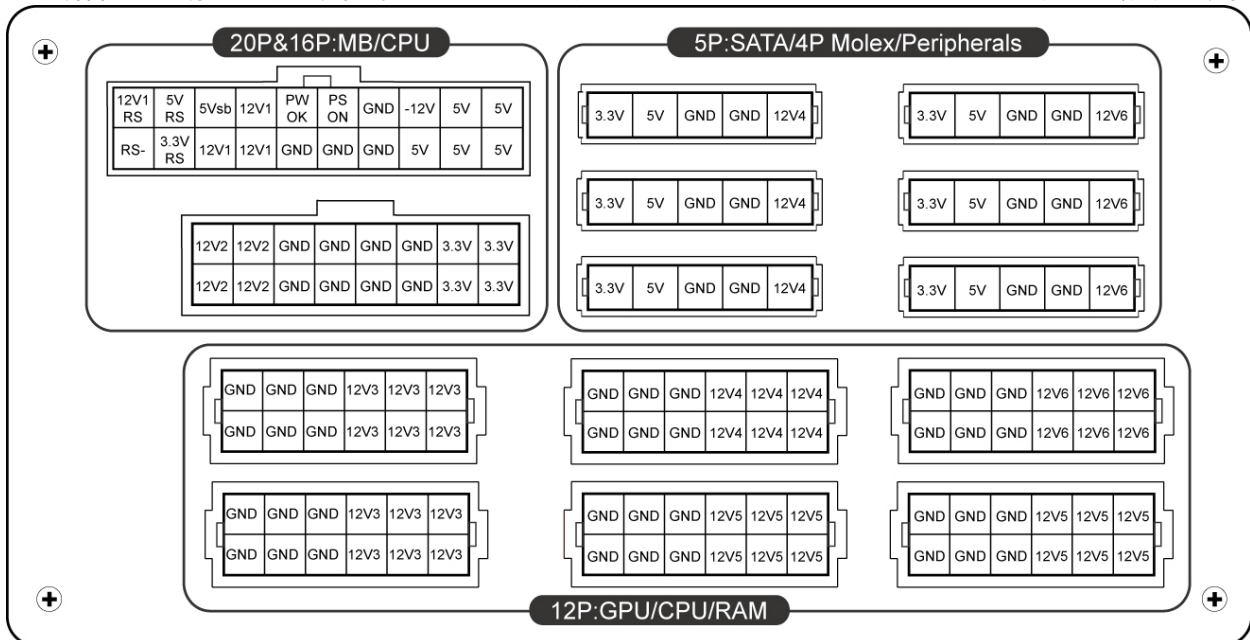 20P&16P:MB/CPU
12V1 RS 5V RS 5Vsb 12V1 PW OK PS ON GND -12V 5V 5V
RS- 3.3V RS 12V1 12V1 GND GND GND 5V 5V 5V
12V2 12V2 GND GND GND GND 3.3V 3.3V
12V2 12V2 GND GND GND GND 3.3V 3.3V
5P:SATA/4P Molex/Peripherals
3.3V 5V GND GND 12V4
3.3V 5V GND GND 12V6
3.3V 5V GND GND 12V4
3.3V 5V GND GND 12V6
3.3V 5V GND GND 12V4
3.3V 5V GND GND 12V6
GND GND GND 12V3 12V3 12V3
GND GND GND 12V3 12V3 12V3
GND GND GND 12V4 12V4 12V4
GND GND GND 12V4 12V4 12V4
GND GND GND 12V6 12V6 12V6
GND GND GND 12V6 12V6 12V6
GND GND GND 12V3 12V3 12V3
GND GND GND 12V3 12V3 12V3
GND GND GND 12V5 12V5 12V5
GND GND GND 12V5 12V5 12V5
GND GND GND 12V5 12V5 12V5
GND GND GND 12V5 12V5 12V5
12P:GPU/CPU/RAM